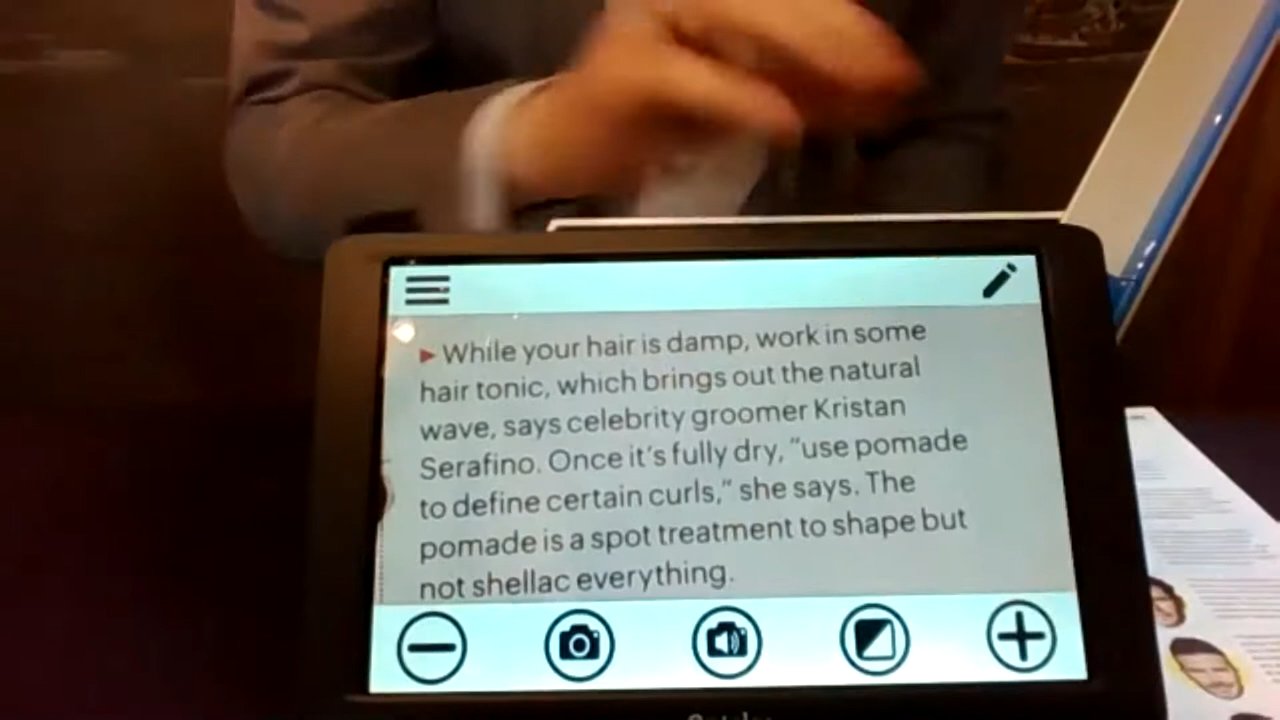 While your hair is damp, work in some
hair tonic, which brings out the natural
wave, says celebrity groomer Kristan
Serafino. Once it's fully dry, "use pomade
to define certain curls," she says. The
pomade is a spot treatment to shape but
not shellac everything.